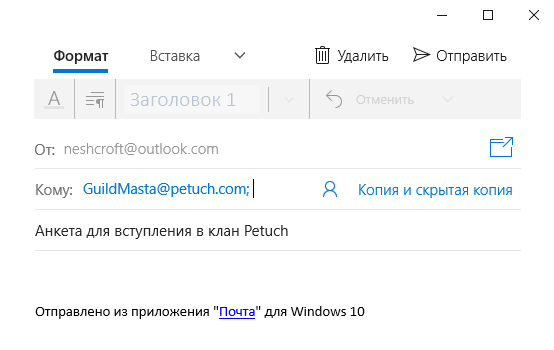 Формат Вставка Удалить Отправить
А Заголовок 1 Отменить
От: neshcroft@outlook.com
Кому: GuildMasta@petuch.com; Копия и скрытая копия
Анкета для вступления в клан Petuch
Отправлено из приложения "Почта" для Windows 10